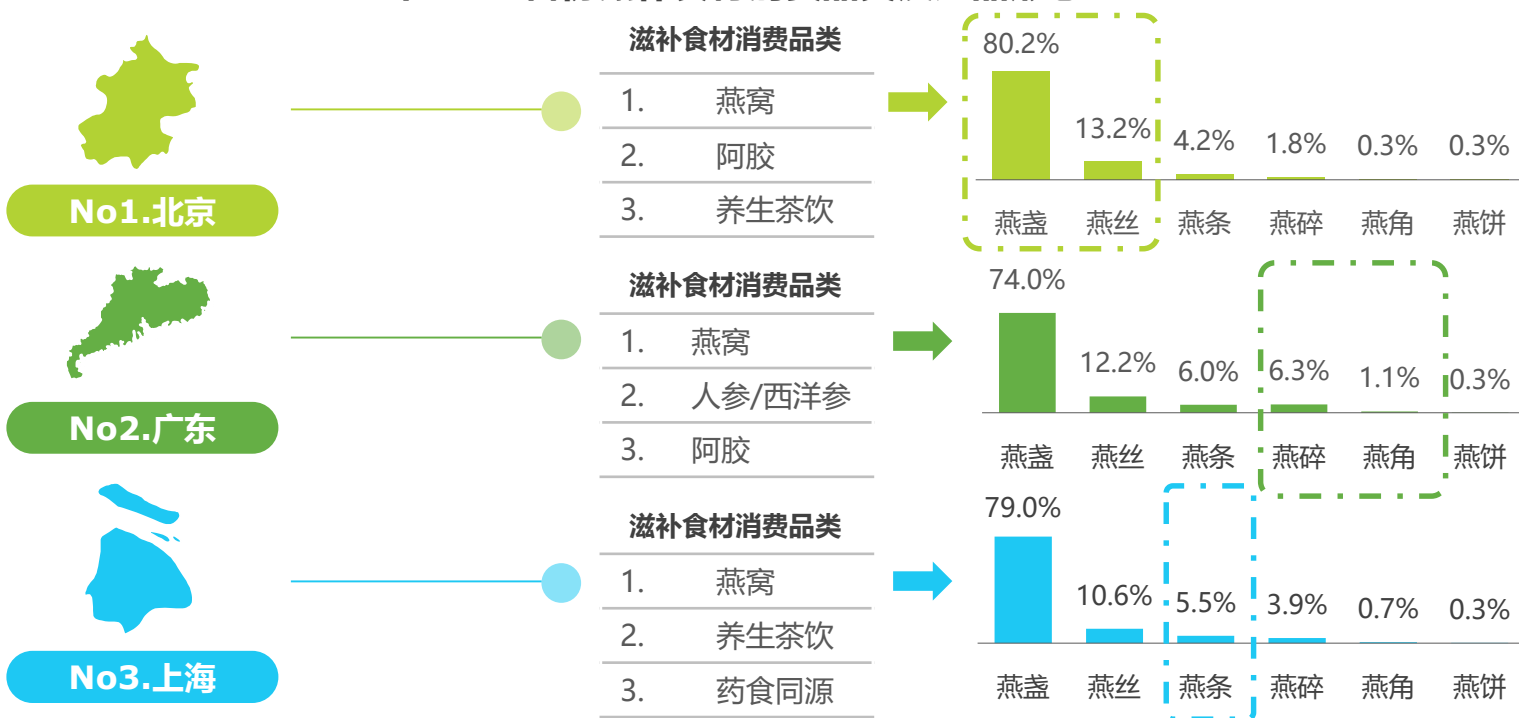 滋补食材消费品类
1. 燕窝
2. 阿胶
3. 养生茶饮
No1.北京
80.2% 13.2% 4.2% 1.8% 0.3% 0.3%
燕盏 燕丝 燕条 燕碎 燕角 燕饼
滋补食材消费品类
1. 燕窝
2. 人参/西洋参
3. 阿胶
No2.广东
74.0% 12.2% 6.0% 6.3% 1.1% 0.3%
燕盏 燕丝 燕条 燕碎 燕角 燕饼
滋补食材消费品类
1. 燕窝
2. 养生茶饮
3. 药食同源
No3.上海
79.0% 10.6% 5.5% 3.9% 0.7% 0.3%
燕盏 燕丝 燕条 燕碎 燕角 燕饼